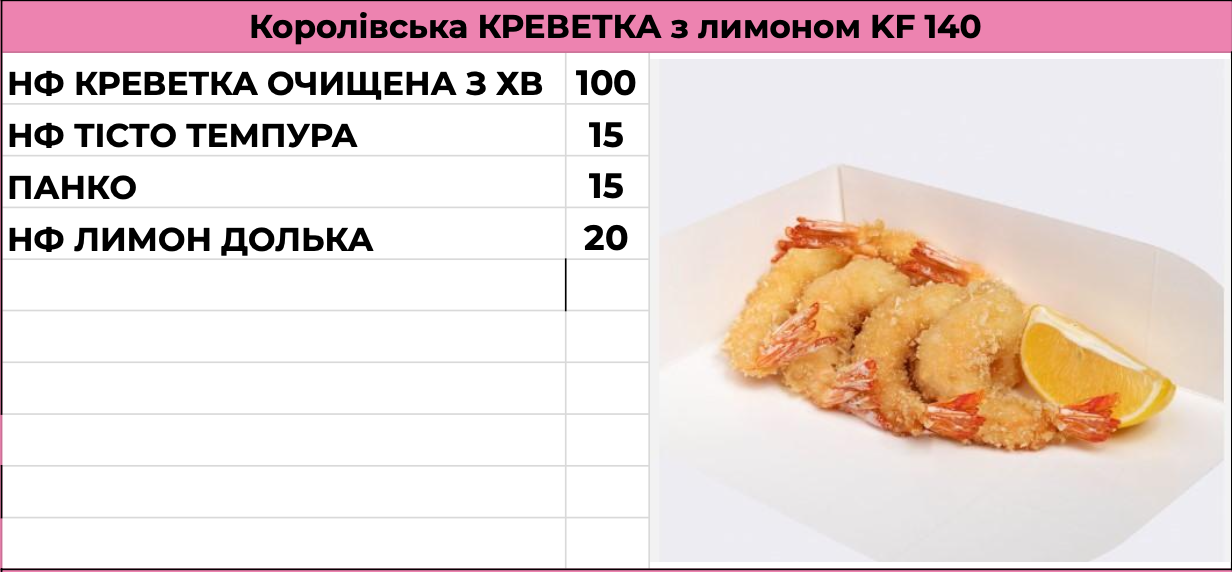 Королівська КРЕВЕТКА з лимоном KF 140
НФ КРЕВЕТКА ОЧИЩЕНА З ХВ 100
НФ ТІСТО ТЕМПУРА 15
ПАНКО 15
НФ ЛИМОН ДОЛЬКА 20